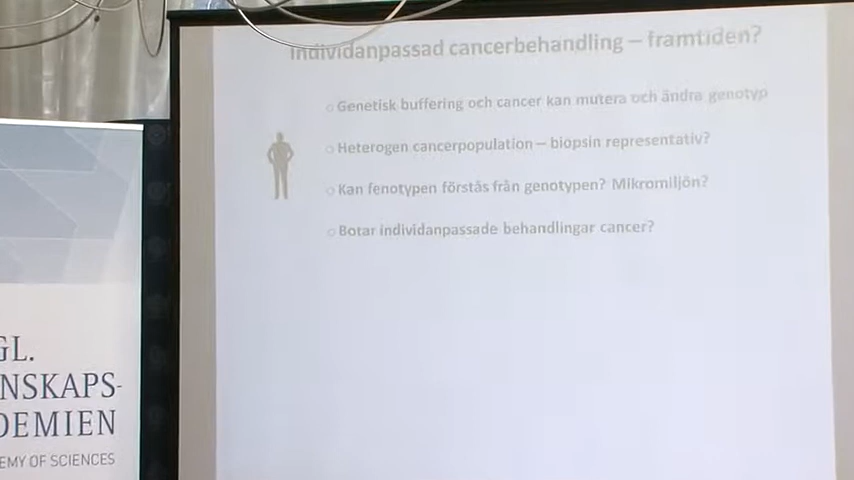 Individanpassad cancerbehandling – framtiden?
○ Genetisk buffering och cancer kan mutera och ändra genotyp
○ Heterogen cancerpopulation – biopsin representativ?
○ Kan fenotypen förstås från genotypen? Mikromiljön?
○ Botar individanpassade behandlingar cancer?
GL.
NSKAPS-
DEMIEN
EMY OF SCIENCES